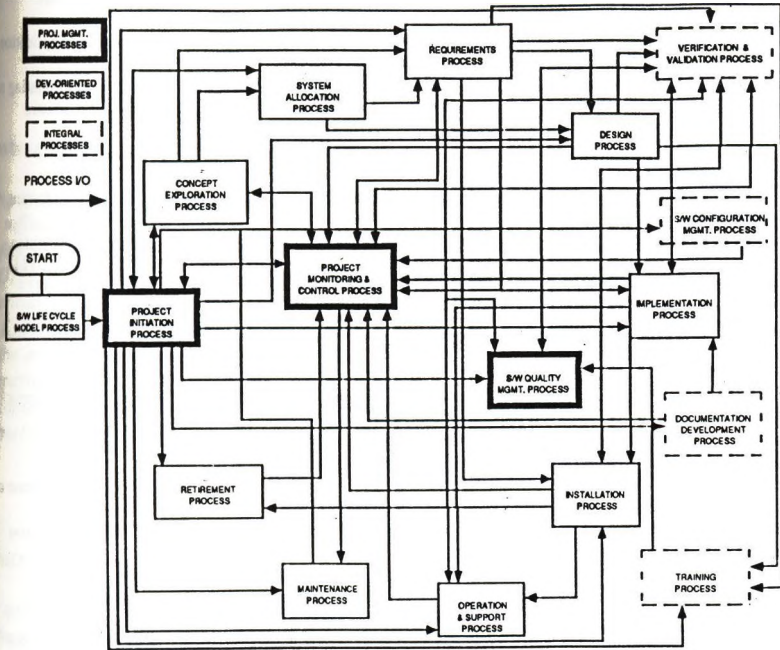 PROJ. MGMT.
PROCESSES
DEV.-ORIENTED
PROCESSES
INTEGRAL
PROCESSES
PROCESS I/O
START
S/W LIFE CYCLE
MODEL PROCESS
PROJECT
INITIATION
PROCESS
CONCEPT
EXPLORATION
PROCESS
SYSTEM
ALLOCATION
PROCESS
REQUIREMENTS
PROCESS
VERIFICATION &
VALIDATION PROCESS
DESIGN
PROCESS
S/W CONFIGURATION
MGMT. PROCESS
PROJECT
MONITORING &
CONTROL PROCESS
IMPLEMENTATION
PROCESS
S/W QUALITY
MGMT. PROCESS
DOCUMENTATION
DEVELOPMENT
PROCESS
RETIREMENT
PROCESS
INSTALLATION
PROCESS
MAINTENANCE
PROCESS
OPERATION
& SUPPORT
PROCESS
TRAINING
PROCESS